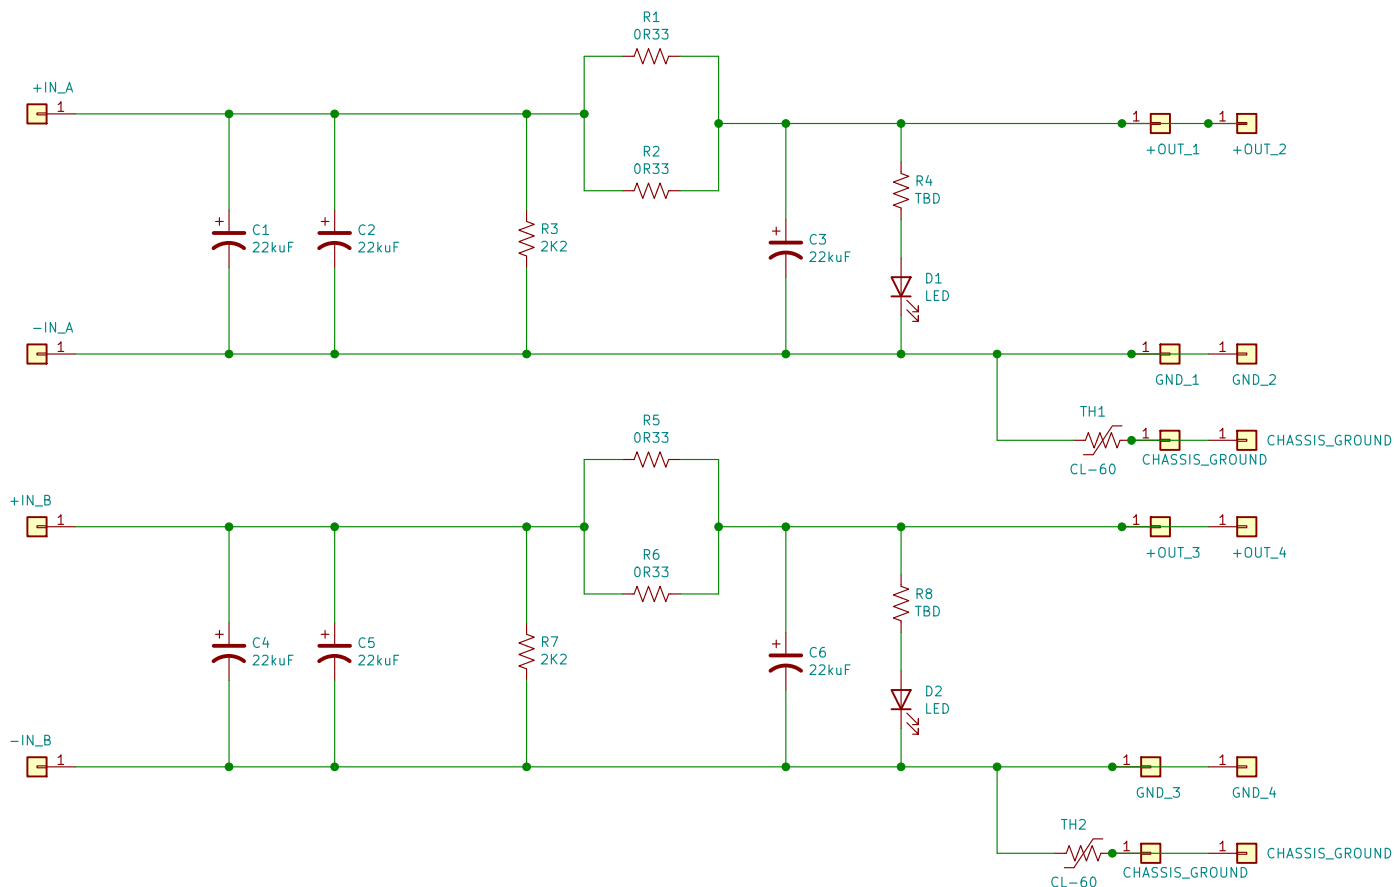 R1
0R33
+IN_A
1
R2
0R33
1
1
+OUT_1
+OUT_2
R4
TBD
C1
22kuF
C2
22kuF
R3
2K2
C3
22kuF
D1
LED
-IN_A
1
1
1
GND_1
GND_2
TH1
1
1
CHASSIS_GROUND
CHASSIS_GROUND
CL-60
R5
0R33
+IN_B
1
1
1
+OUT_3
+OUT_4
R6
0R33
R8
TBD
C4
22kuF
C5
22kuF
R7
2K2
C6
22kuF
D2
LED
-IN_B
1
1
1
GND_3
GND_4
TH2
1
1
CHASSIS_GROUND
CHASSIS_GROUND
CL-60